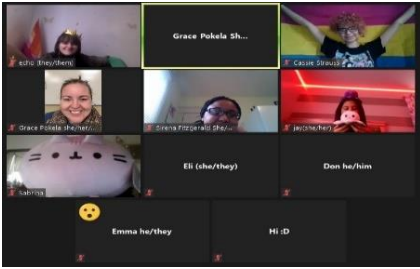 Grace Pokela Sh...
echo (they/them)
Cassie Strauss
Grace Pokela she/her/...
Sirena Fitzgerald She/...
jay(she/her)
Sabrina
Eli (she/they)
Don he/him
Emma he/they
Hi :D